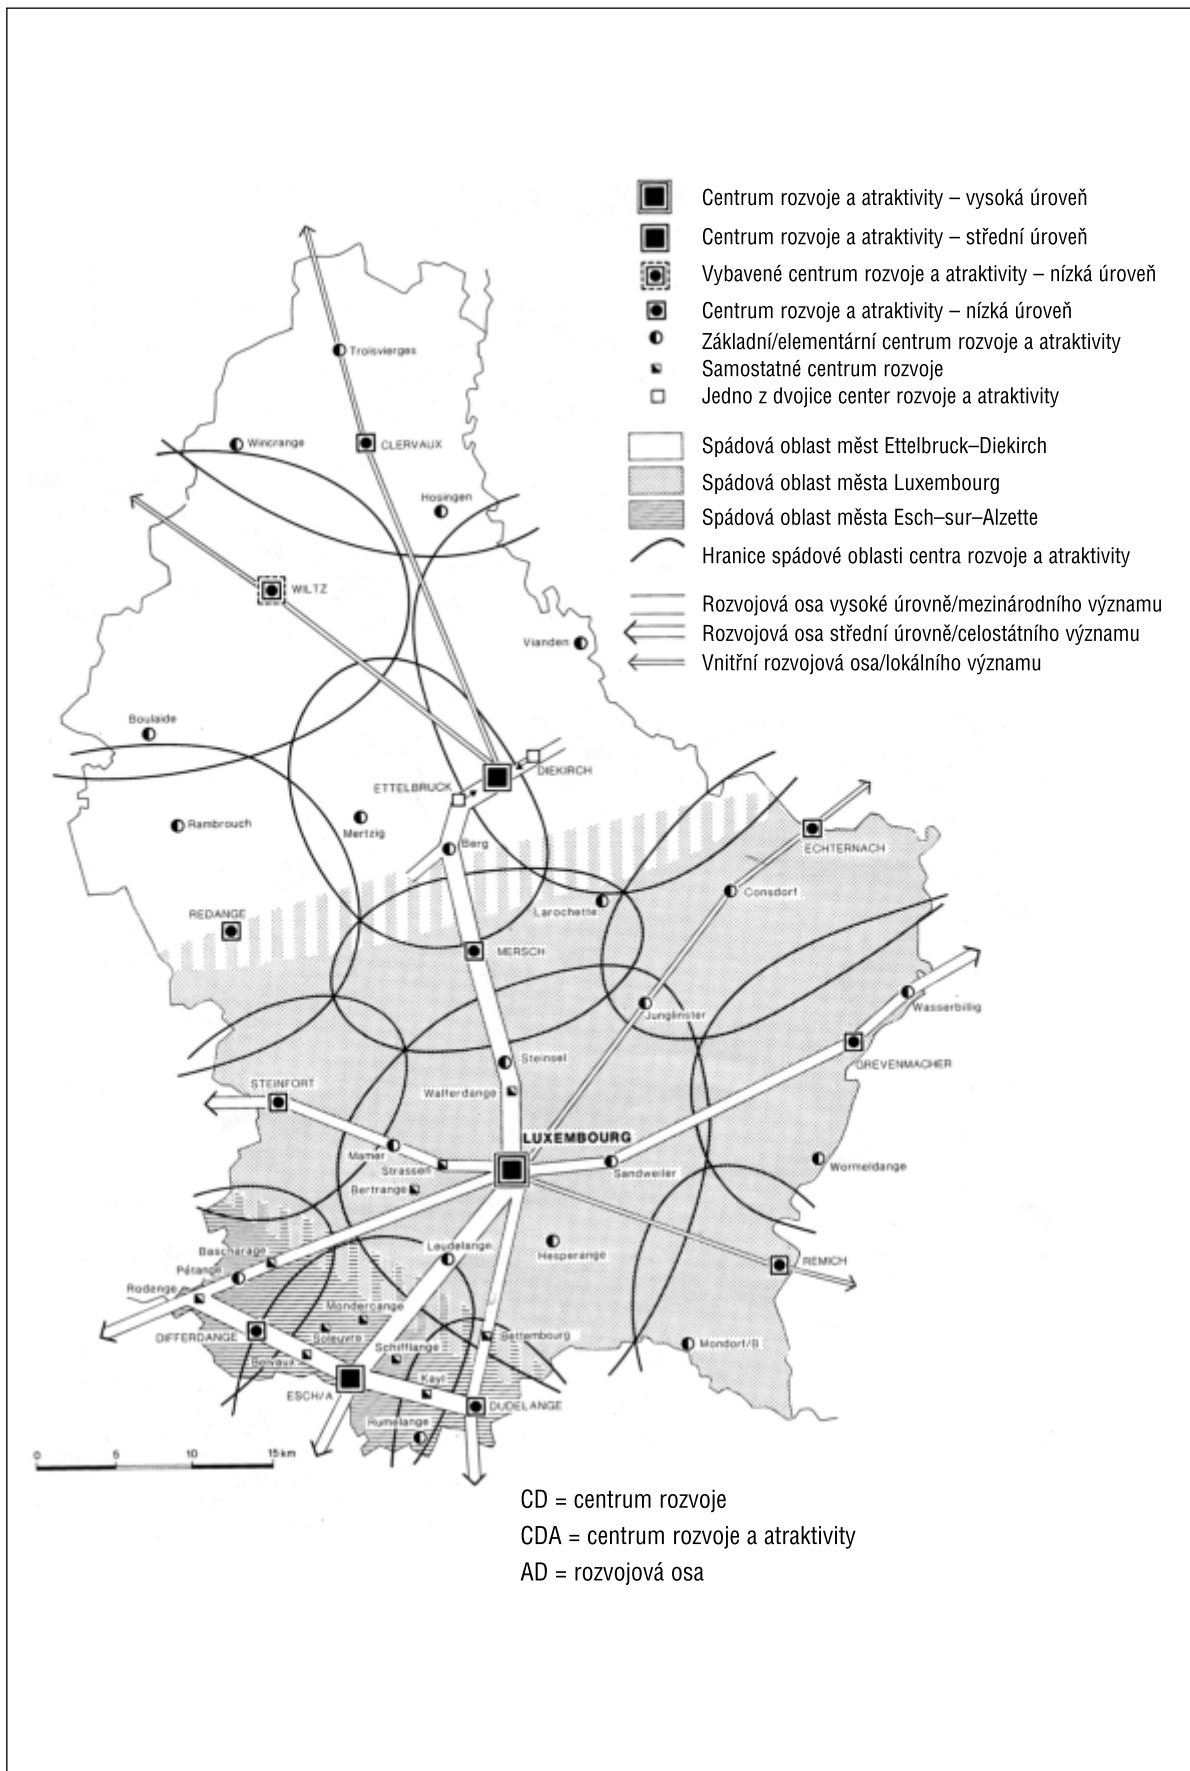 Centrum rozvoje a atraktivity – vysoká úroveň
Centrum rozvoje a atraktivity – střední úroveň
Vybavené centrum rozvoje a atraktivity – nízká úroveň
Centrum rozvoje a atraktivity – nízká úroveň
Základní/elementární centrum rozvoje a atraktivity
Samostatné centrum rozvoje
Jedno z dvojice center rozvoje a atraktivity
Spádová oblast měst Ettelbruck–Diekirch
Spádová oblast města Luxembourg
Spádová oblast města Esch–sur–Alzette
Hranice spádové oblasti centra rozvoje a atraktivity
Rozvojová osa vysoké úrovně/mezinárodního významu
Rozvojová osa střední úrovně/celostátního významu
Vnitřní rozvojová osa/lokálního významu
Troisvierges
Wincrange
CLERVAUX
Hosingen
WILTZ
Vianden
Boulaide
DIEKIRCH
ETTELBRUCK
Rambrouch
Mertzig
Berg
ECHTERNACH
Consdorf
Larochette
REDANGE
MERSCH
Junglinster
Wasserbillig
Steinsel
GREVENMACHER
STEINFORT
Walferdange
LUXEMBOURG
Mamer
Strassen
Sandweiler
Wormeldange
Bertrange
Leudelange
Hesperange
Bascharage
REMICH
Pétange
Rodange
Mondercange
DIFFERDANGE
Soleuvre
Bettembourg
Mondorf/B
Schifflange
Belvaux
Kayl
ESCH/A
DUDELANGE
Rumelange
0 5 10 15 km
CD = centrum rozvoje
CDA = centrum rozvoje a atraktivity
AD = rozvojová osa